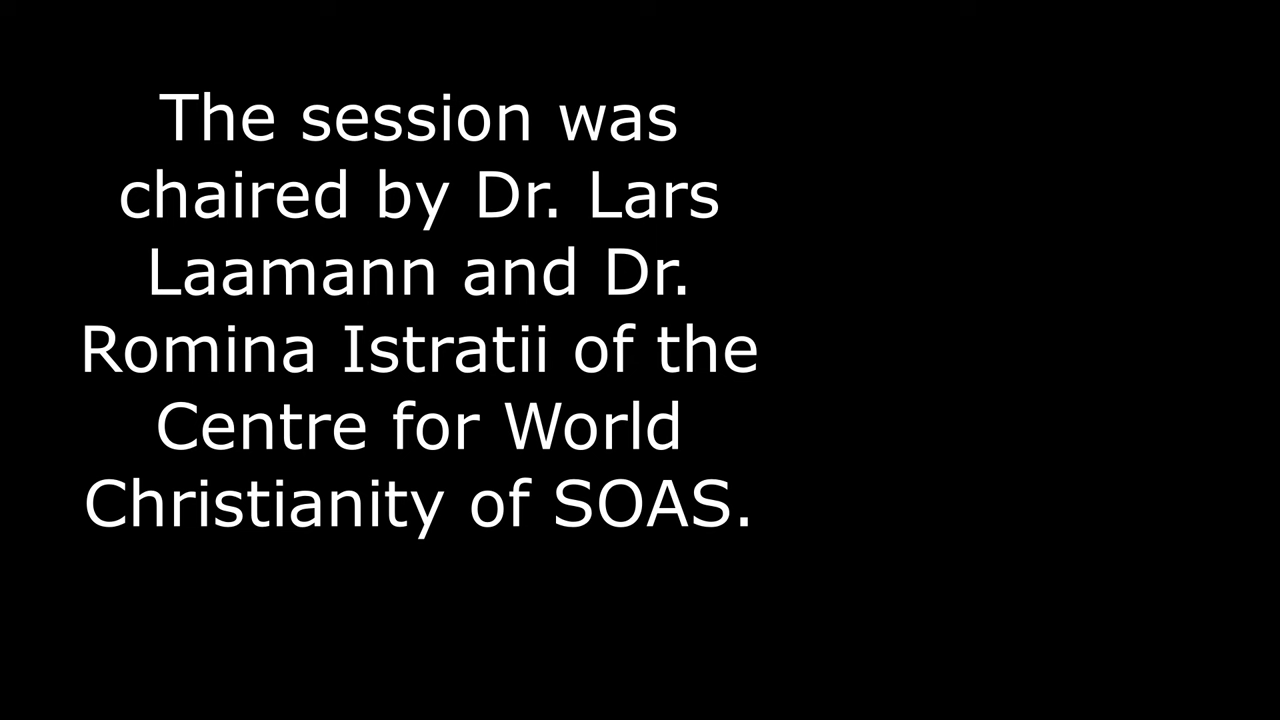 The session was
chaired by Dr. Lars
Laamann and Dr.
Romina Istratii of the
Centre for World
Christianity of SOAS.